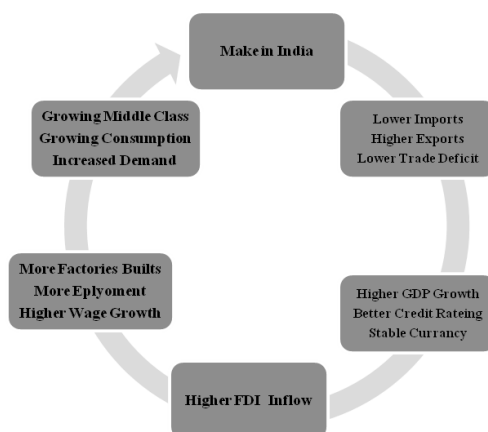 Make in India
Lower Imports
Higher Exports
Lower Trade Deficit
Higher GDP Growth
Better Credit Rateing
Stable Currancy
Higher FDI Inflow
More Factories Builts
More Eplyoment
Higher Wage Growth
Growing Middle Class
Growing Consumption
Increased Demand